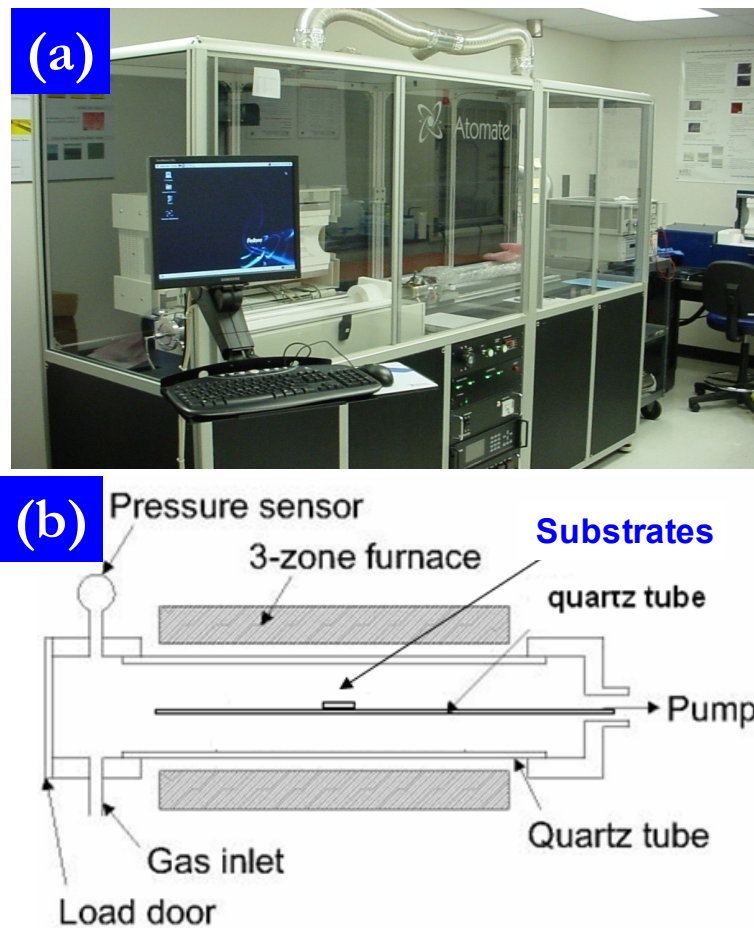 (a)
Atomate
(b)
Pressure sensor
Substrates
3-zone furnace
quartz tube
Pump
Quartz tube
Gas inlet
Load door